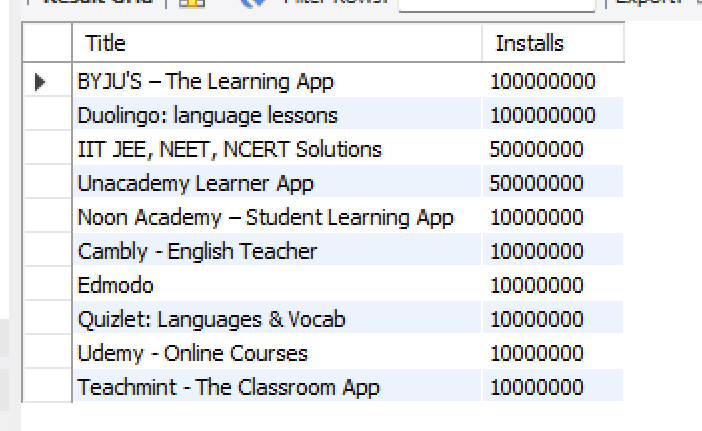 Result Grid Filter Rows: Export:
Title Installs
BYJU'S – The Learning App 100000000
Duolingo: language lessons 100000000
IIT JEE, NEET, NCERT Solutions 50000000
Unacademy Learner App 50000000
Noon Academy – Student Learning App 10000000
Cambly - English Teacher 10000000
Edmodo 10000000
Quizlet: Languages & Vocab 10000000
Udemy - Online Courses 10000000
Teachmint - The Classroom App 10000000